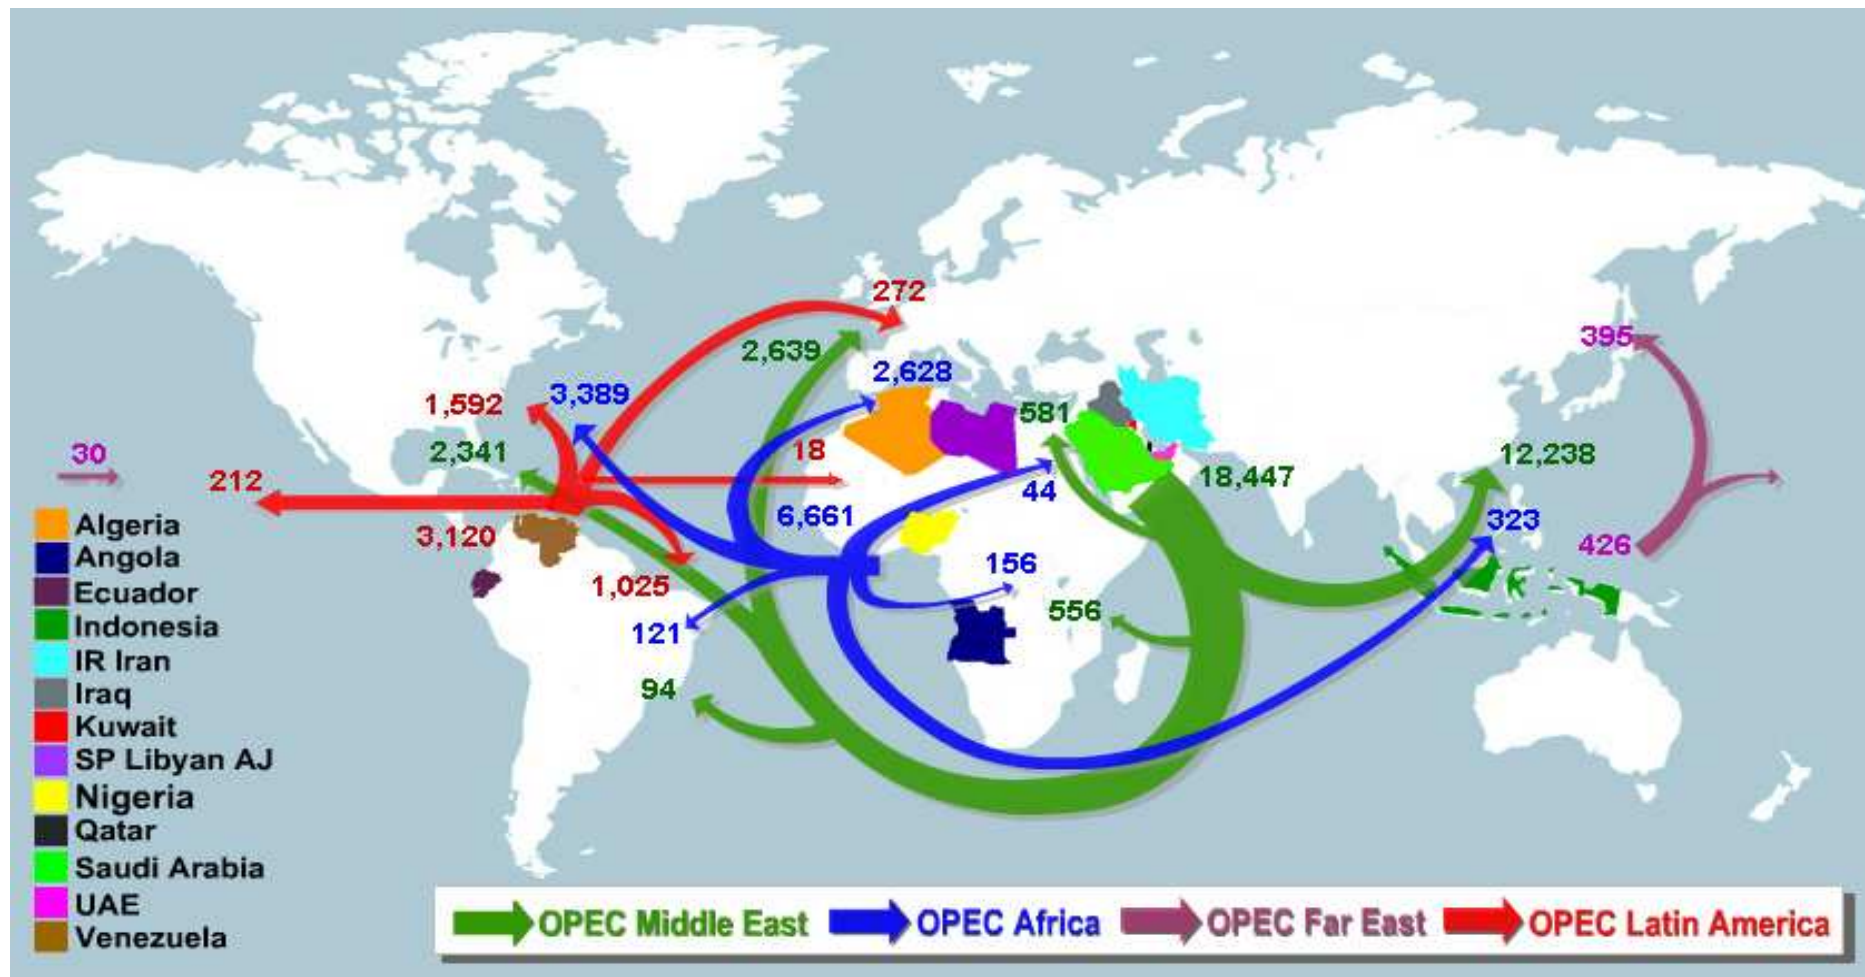 272
395
2,639
2,628
1,592
3,389
581
2,341
18
12,238
30
212
18,447
44
6,661
323
3,120
426
156
1,025
556
121
94
Algeria
Angola
Ecuador
Indonesia
IR Iran
Iraq
Kuwait
SP Libyan AJ
Nigeria
Qatar
Saudi Arabia
UAE
Venezuela
OPEC Middle East OPEC Africa OPEC Far East OPEC Latin America